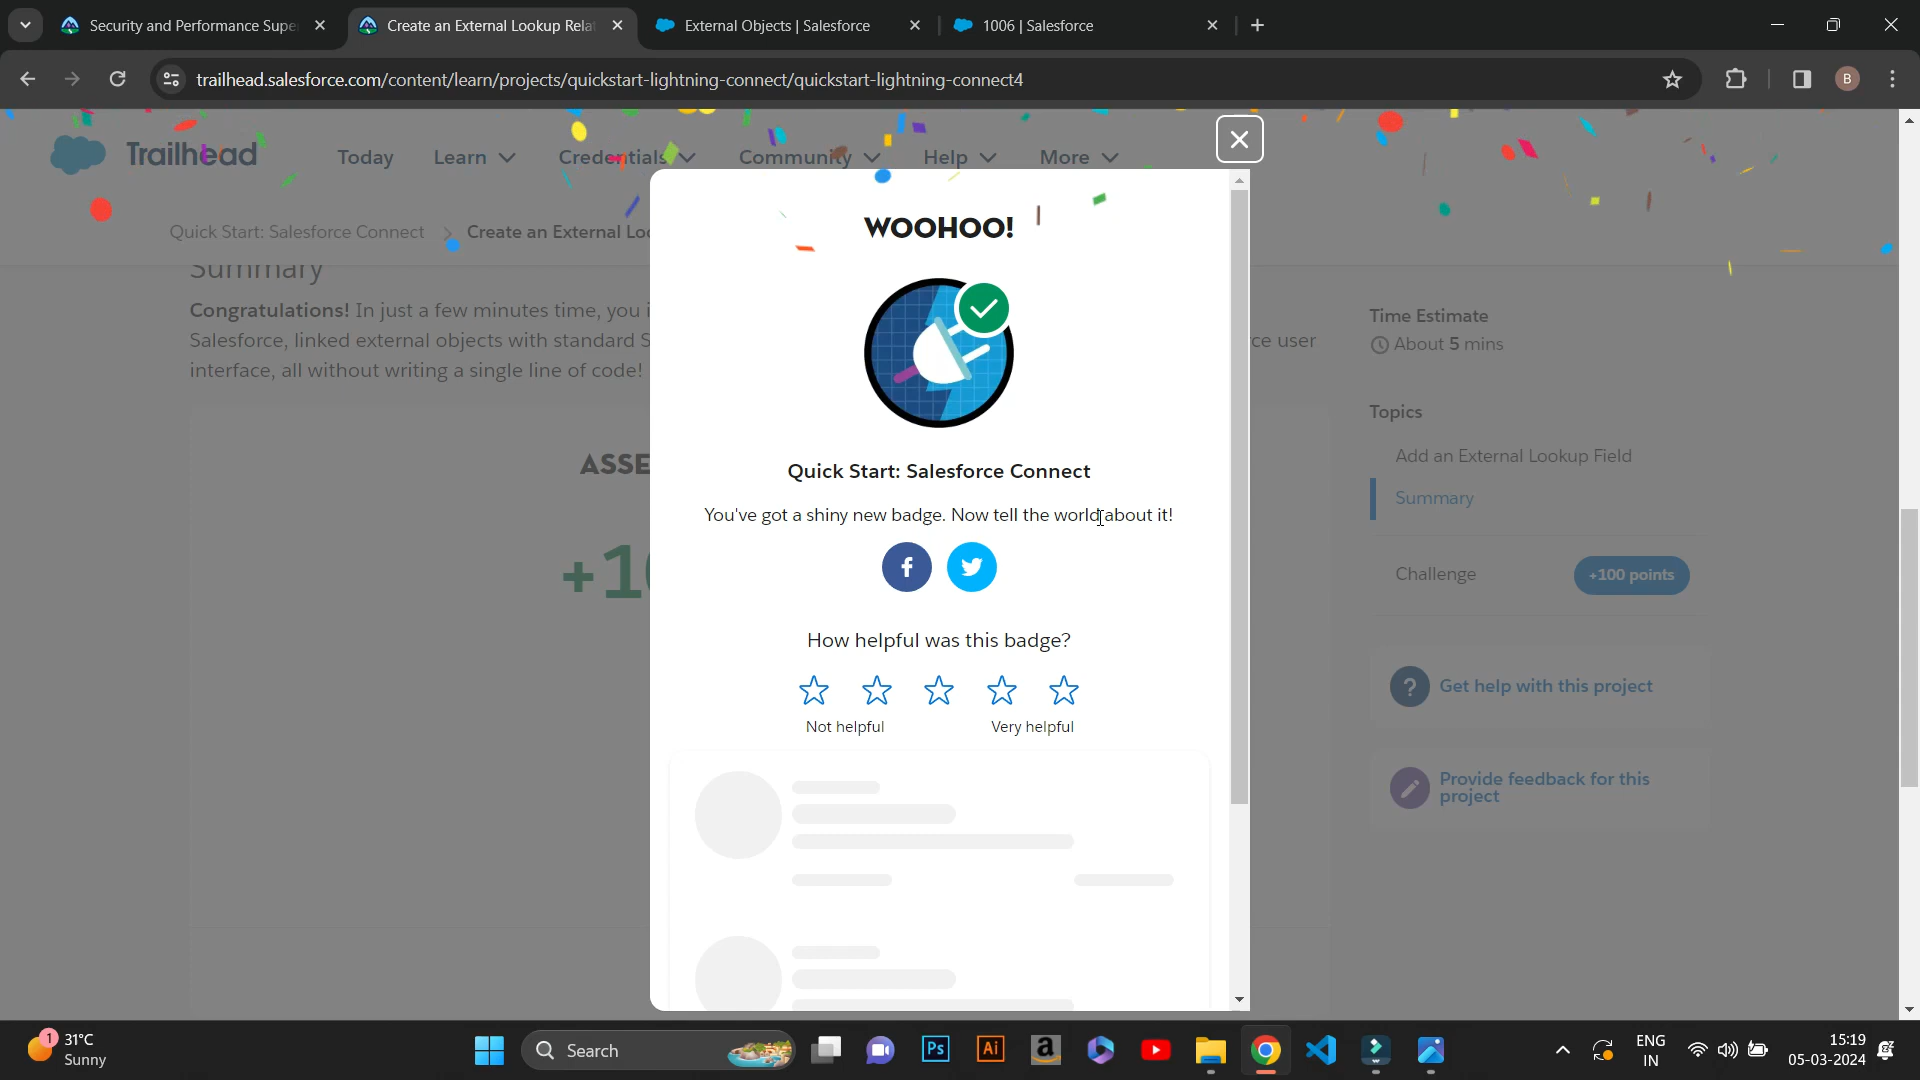 Security and Performance Supe
Create an External Lookup Rela
External Objects | Salesforce
1006 | Salesforce
trailhead.salesforce.com/content/learn/projects/quickstart-lightning-connect/quickstart-lightning-connect4
B
Trailhead
Today
Learn
Credentials
Community
Help
More
Quick Start: Salesforce Connect
Create an External Loo
WOOHOO!
Summary
Congratulations! In just a few minutes time, you i
Salesforce, linked external objects with standard S
ce user
interface, all without writing a single line of code!
Time Estimate
About 5 mins
Topics
Add an External Lookup Field
Summary
Challenge
+100 points
Get help with this project
Provide feedback for this
project
ASSE
+10
Quick Start: Salesforce Connect
You've got a shiny new badge. Now tell the world about it!
How helpful was this badge?
Not helpful
Very helpful
1
31°C
Sunny
Search
Ps
Ai
ENG
IN
15:19
05-03-2024